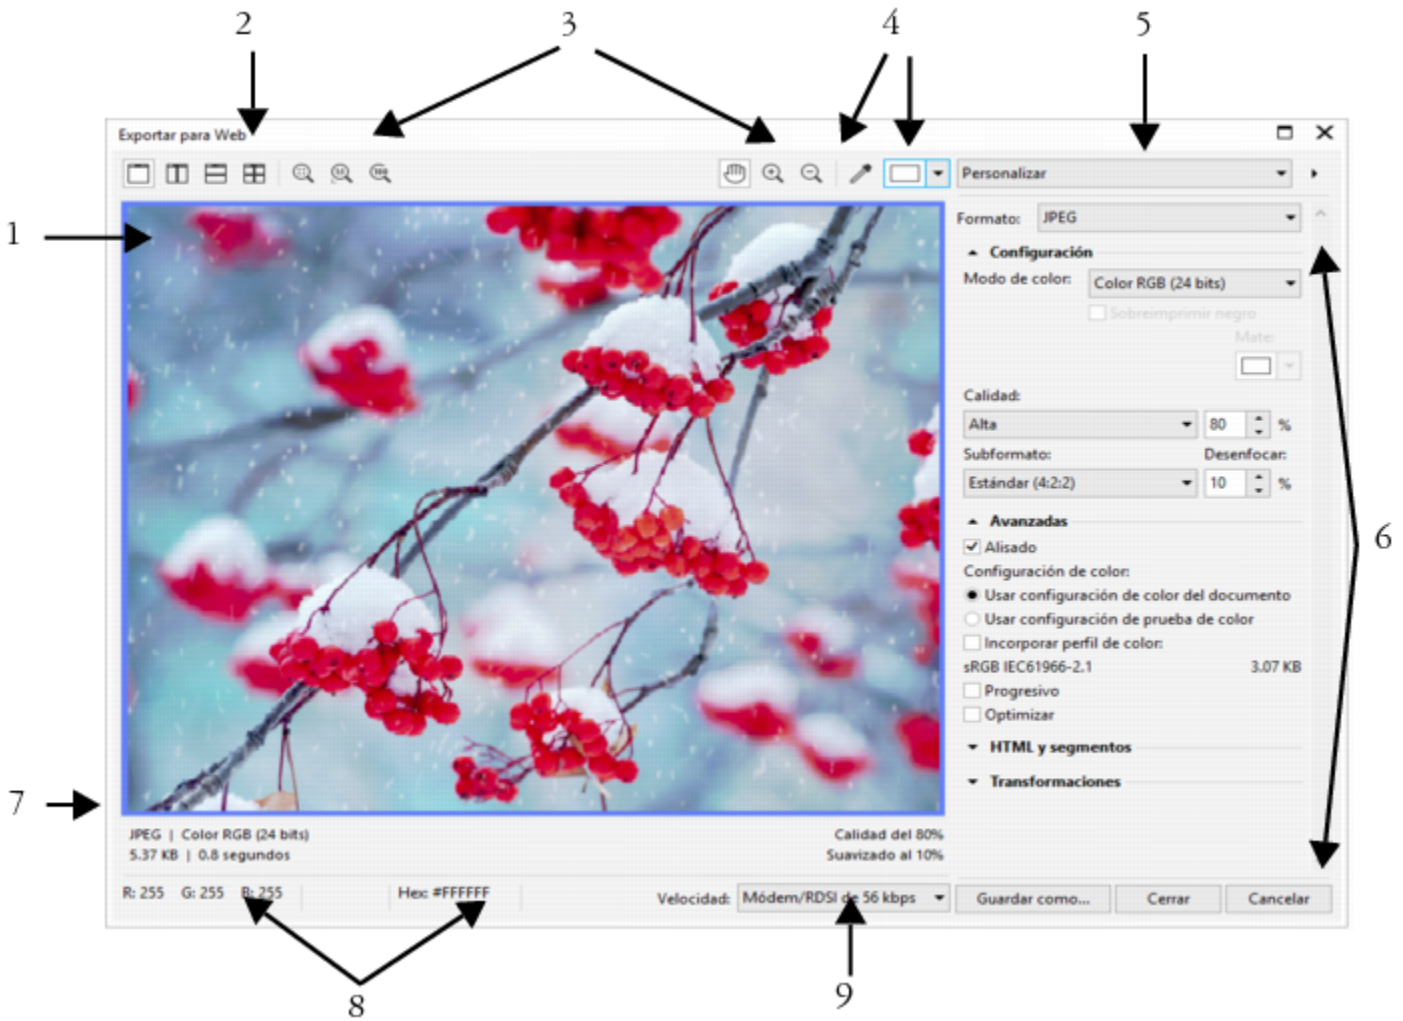 2
3
4
5
Exportar para Web
Personalizar
1
Formato: JPEG
Configuración
Modo de color: Color RGB (24 bits)
Sobreimprimir negro
Mate:
Calidad:
Alta 80 %
Subformato: Desenfocar:
Estándar (4:2:2) 10 %
Avanzadas
Alisado
6
Configuración de color:
Usar configuración de color del documento
Usar configuración de prueba de color
Incorporar perfil de color:
sRGB IEC61966-2.1 3.07 KB
Progresivo
Optimizar
HTML y segmentos
Transformaciones
7
JPEG | Color RGB (24 bits) Calidad del 80%
5.37 KB | 0.8 segundos Suavizado al 10%
R: 255 G: 255 B: 255 Hex: #FFFFFF Velocidad: Módem/RDSI de 56 kbps Guardar como... Cerrar Cancelar
8
9